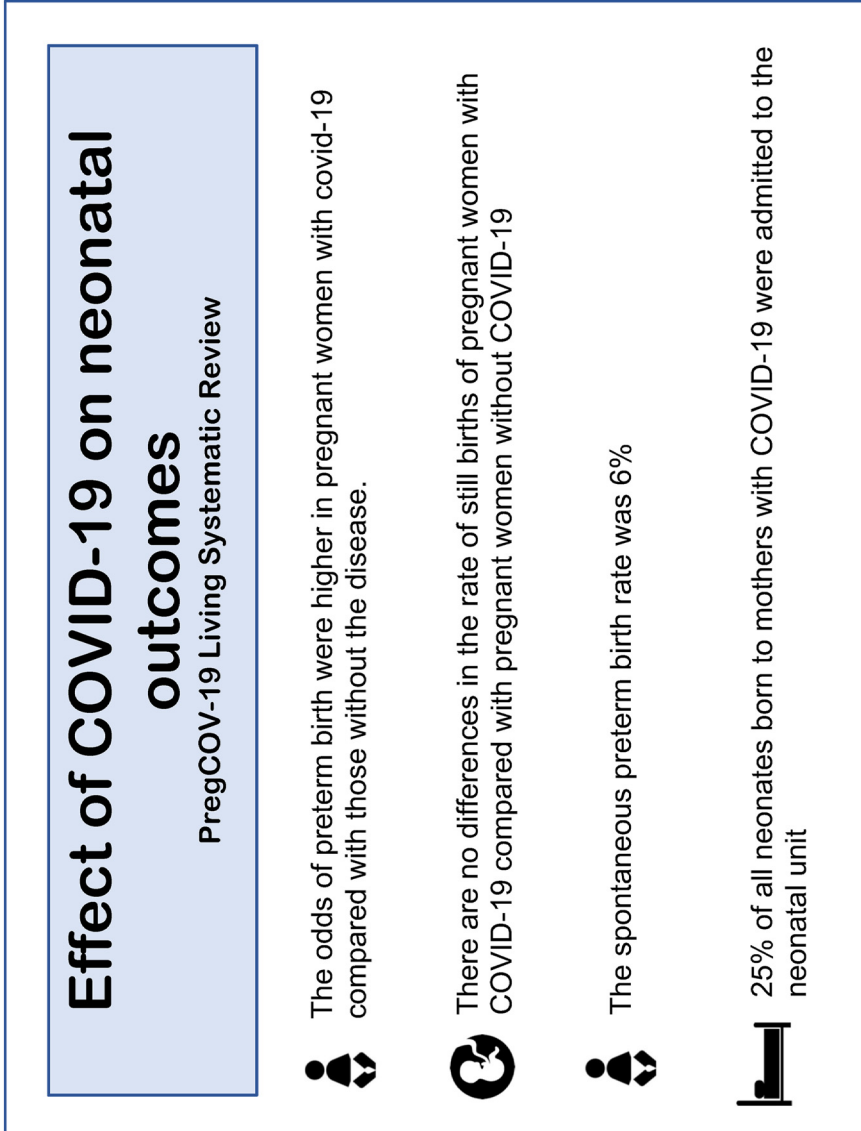 Effect of COVID-19 on neonatal
outcomes
PregCOV-19 Living Systematic Review
The odds of preterm birth were higher in pregnant women with covid-19
compared with those without the disease.
There are no differences in the rate of still births of pregnant women with
COVID-19 compared with pregnant women without COVID-19
The spontaneous preterm birth rate was 6%
25% of all neonates born to mothers with COVID-19 were admitted to the
neonatal unit